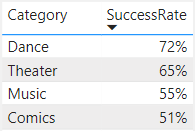 Category SuccessRate
Dance 72%
Theater 65%
Music 55%
Comics 51%